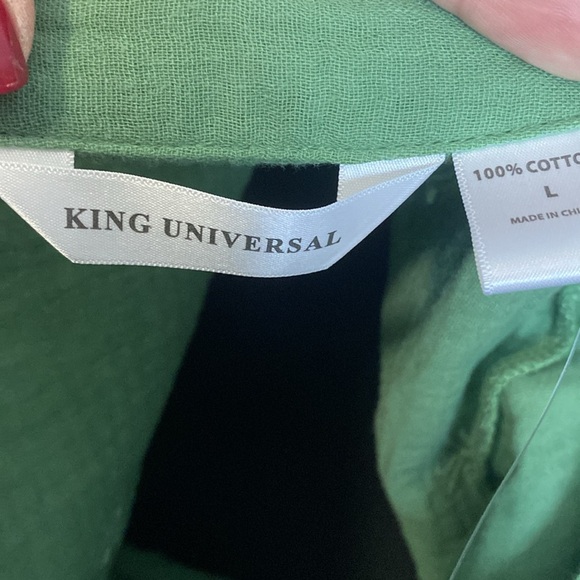 KING UNIVERSAL
100% COTTO
L
MADE IN CHI